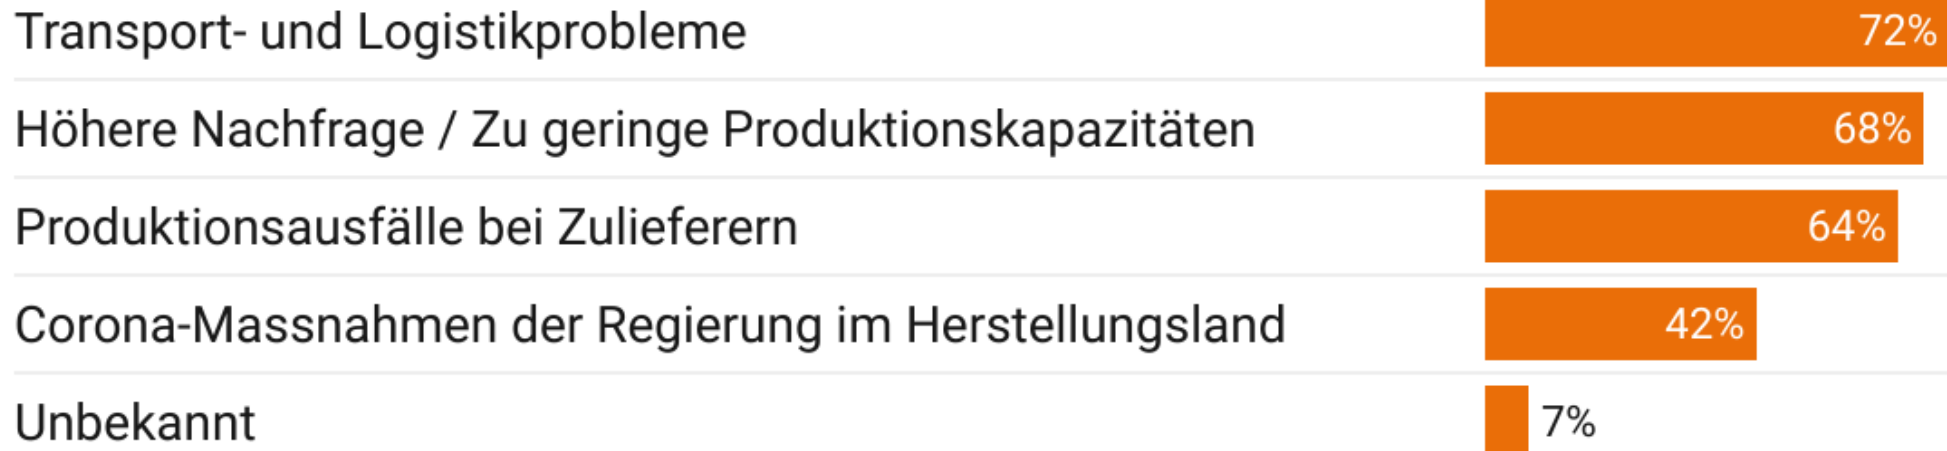 Transport- und Logistikprobleme 72%
Höhere Nachfrage / Zu geringe Produktionskapazitäten 68%
Produktionsausfälle bei Zulieferern 64%
Corona-Massnahmen der Regierung im Herstellungsland 42%
Unbekannt 7%